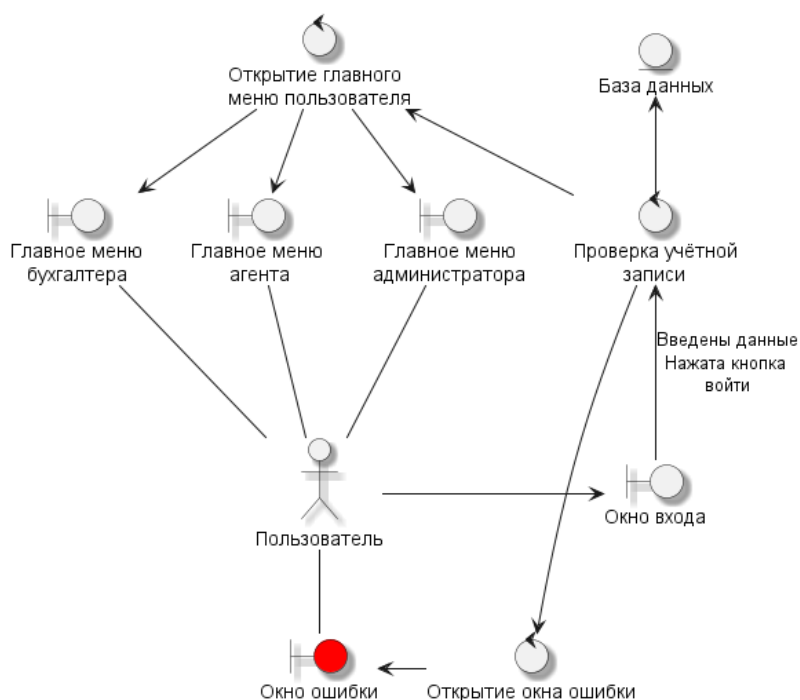 Открытие главного
меню пользователя
База данных
Главное меню
бухгалтера
Главное меню
агента
Главное меню
администратора
Проверка учётной
записи
Введены данные
Нажата кнопка
войти
Окно входа
Пользователь
Окно ошибки
Открытие окна ошибки